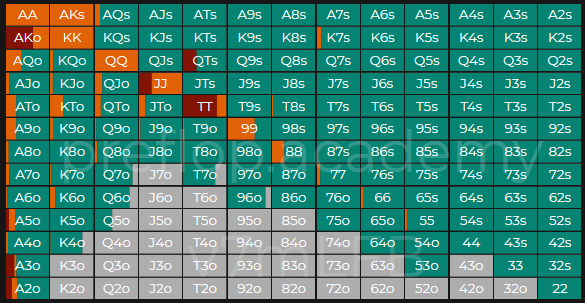 AA AKs AQs AJs ATs A9s A8s A7s A6s A5s A4s A3s A2s
AKo KK KQs KJs KTs K9s K8s K7s K6s K5s K4s K3s K2s
AQo KQo QQ QJs QTs Q9s Q8s Q7s Q6s Q5s Q4s Q3s Q2s
AJo KJo QJo JJ JTs J9s J8s J7s J6s J5s J4s J3s J2s
ATo KTo QTo JTo TT T9s T8s T7s T6s T5s T4s T3s T2s
A9o K9o Q9o J9o T9o 99 98s 97s 96s 95s 94s 93s 92s
A8o K8o Q8o J8o T8o 98o 88 87s 86s 85s 84s 83s 82s
preflop.academy
A7o K7o Q7o J7o T7o 97o 87o 77 76s 75s 74s 73s 72s
A6o K6o Q6o J6o T6o 96o 86o 76o 66 65s 64s 63s 62s
A5o K5o Q5o J5o T5o 95o 85o 75o 65o 55 54s 53s 52s
A4o K4o Q4o J4o T4o 94o 84o 74o 64o 54o 44 43s 42s
A3o K3o Q3o J3o T3o 93o 83o 73o 63o 53o 43o 33 32s
A2o K2o Q2o J2o T2o 92o 82o 72o 62o 52o 42o 32o 22